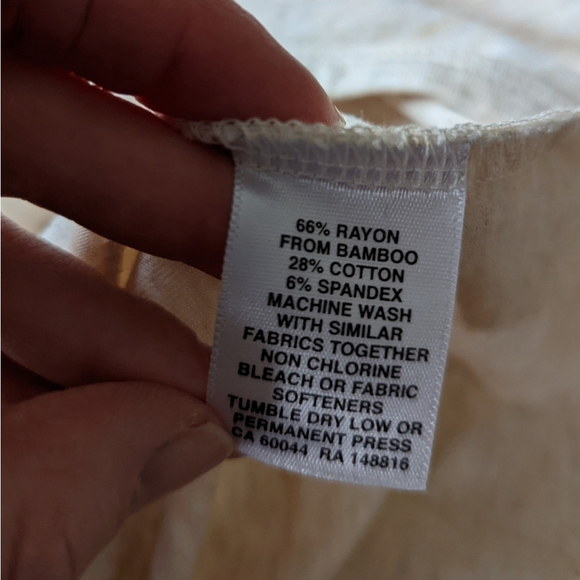 66% RAYON
FROM BAMBOO
28% COTTON
6% SPANDEX
MACHINE WASH
WITH SIMILAR
FABRICS TOGETHER
NON CHLORINE
BLEACH OR FABRIC
SOFTENERS
TUMBLE DRY LOW OR
PERMANENT PRESS
CA 60044 RA 148816